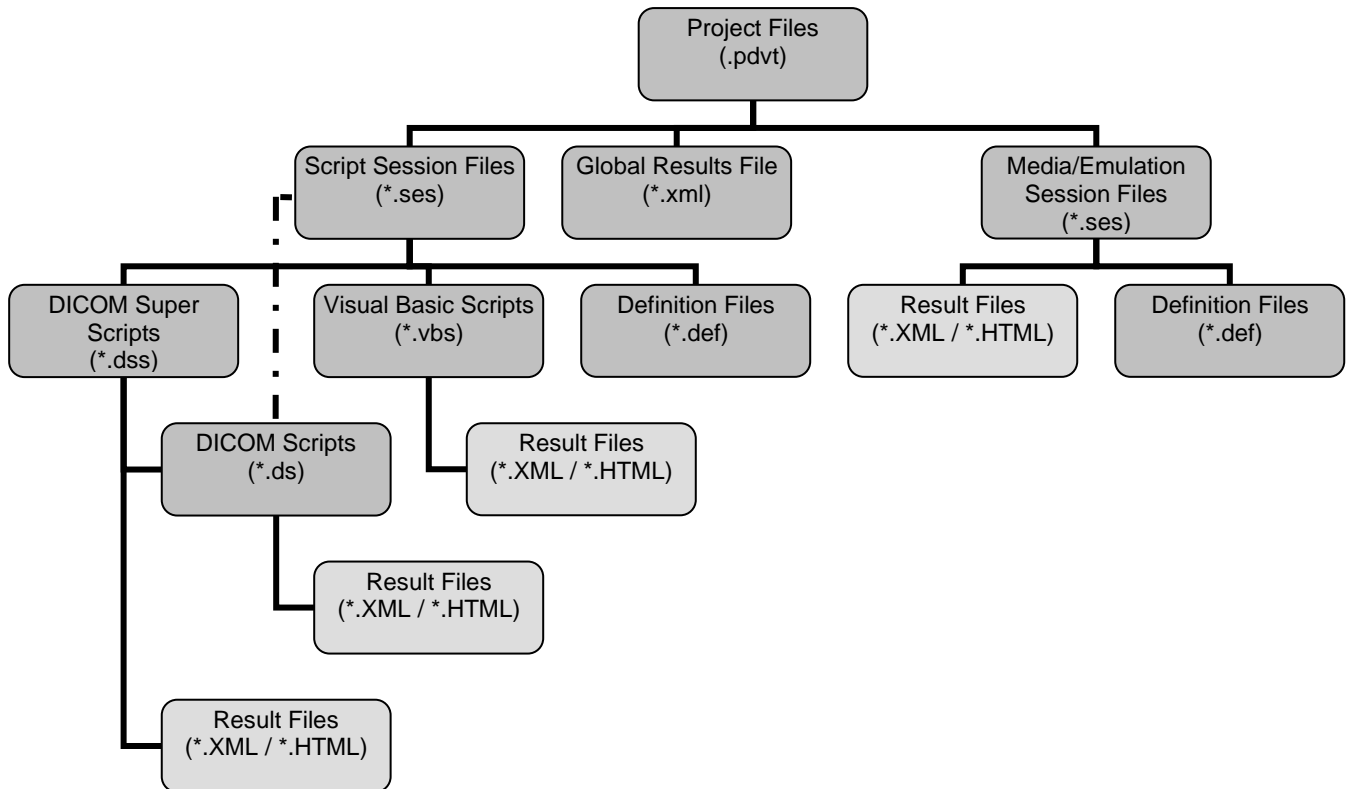 Project Files
(.pdvt)
Script Session Files
(*.ses)
Global Results File
(*.xml)
Media/Emulation
Session Files
(*.ses)
DICOM Super
Scripts
(*.dss)
Visual Basic Scripts
(*.vbs)
Definition Files
(*.def)
Result Files
(*.XML / *.HTML)
Definition Files
(*.def)
DICOM Scripts
(*.ds)
Result Files
(*.XML / *.HTML)
Result Files
(*.XML / *.HTML)
Result Files
(*.XML / *.HTML)